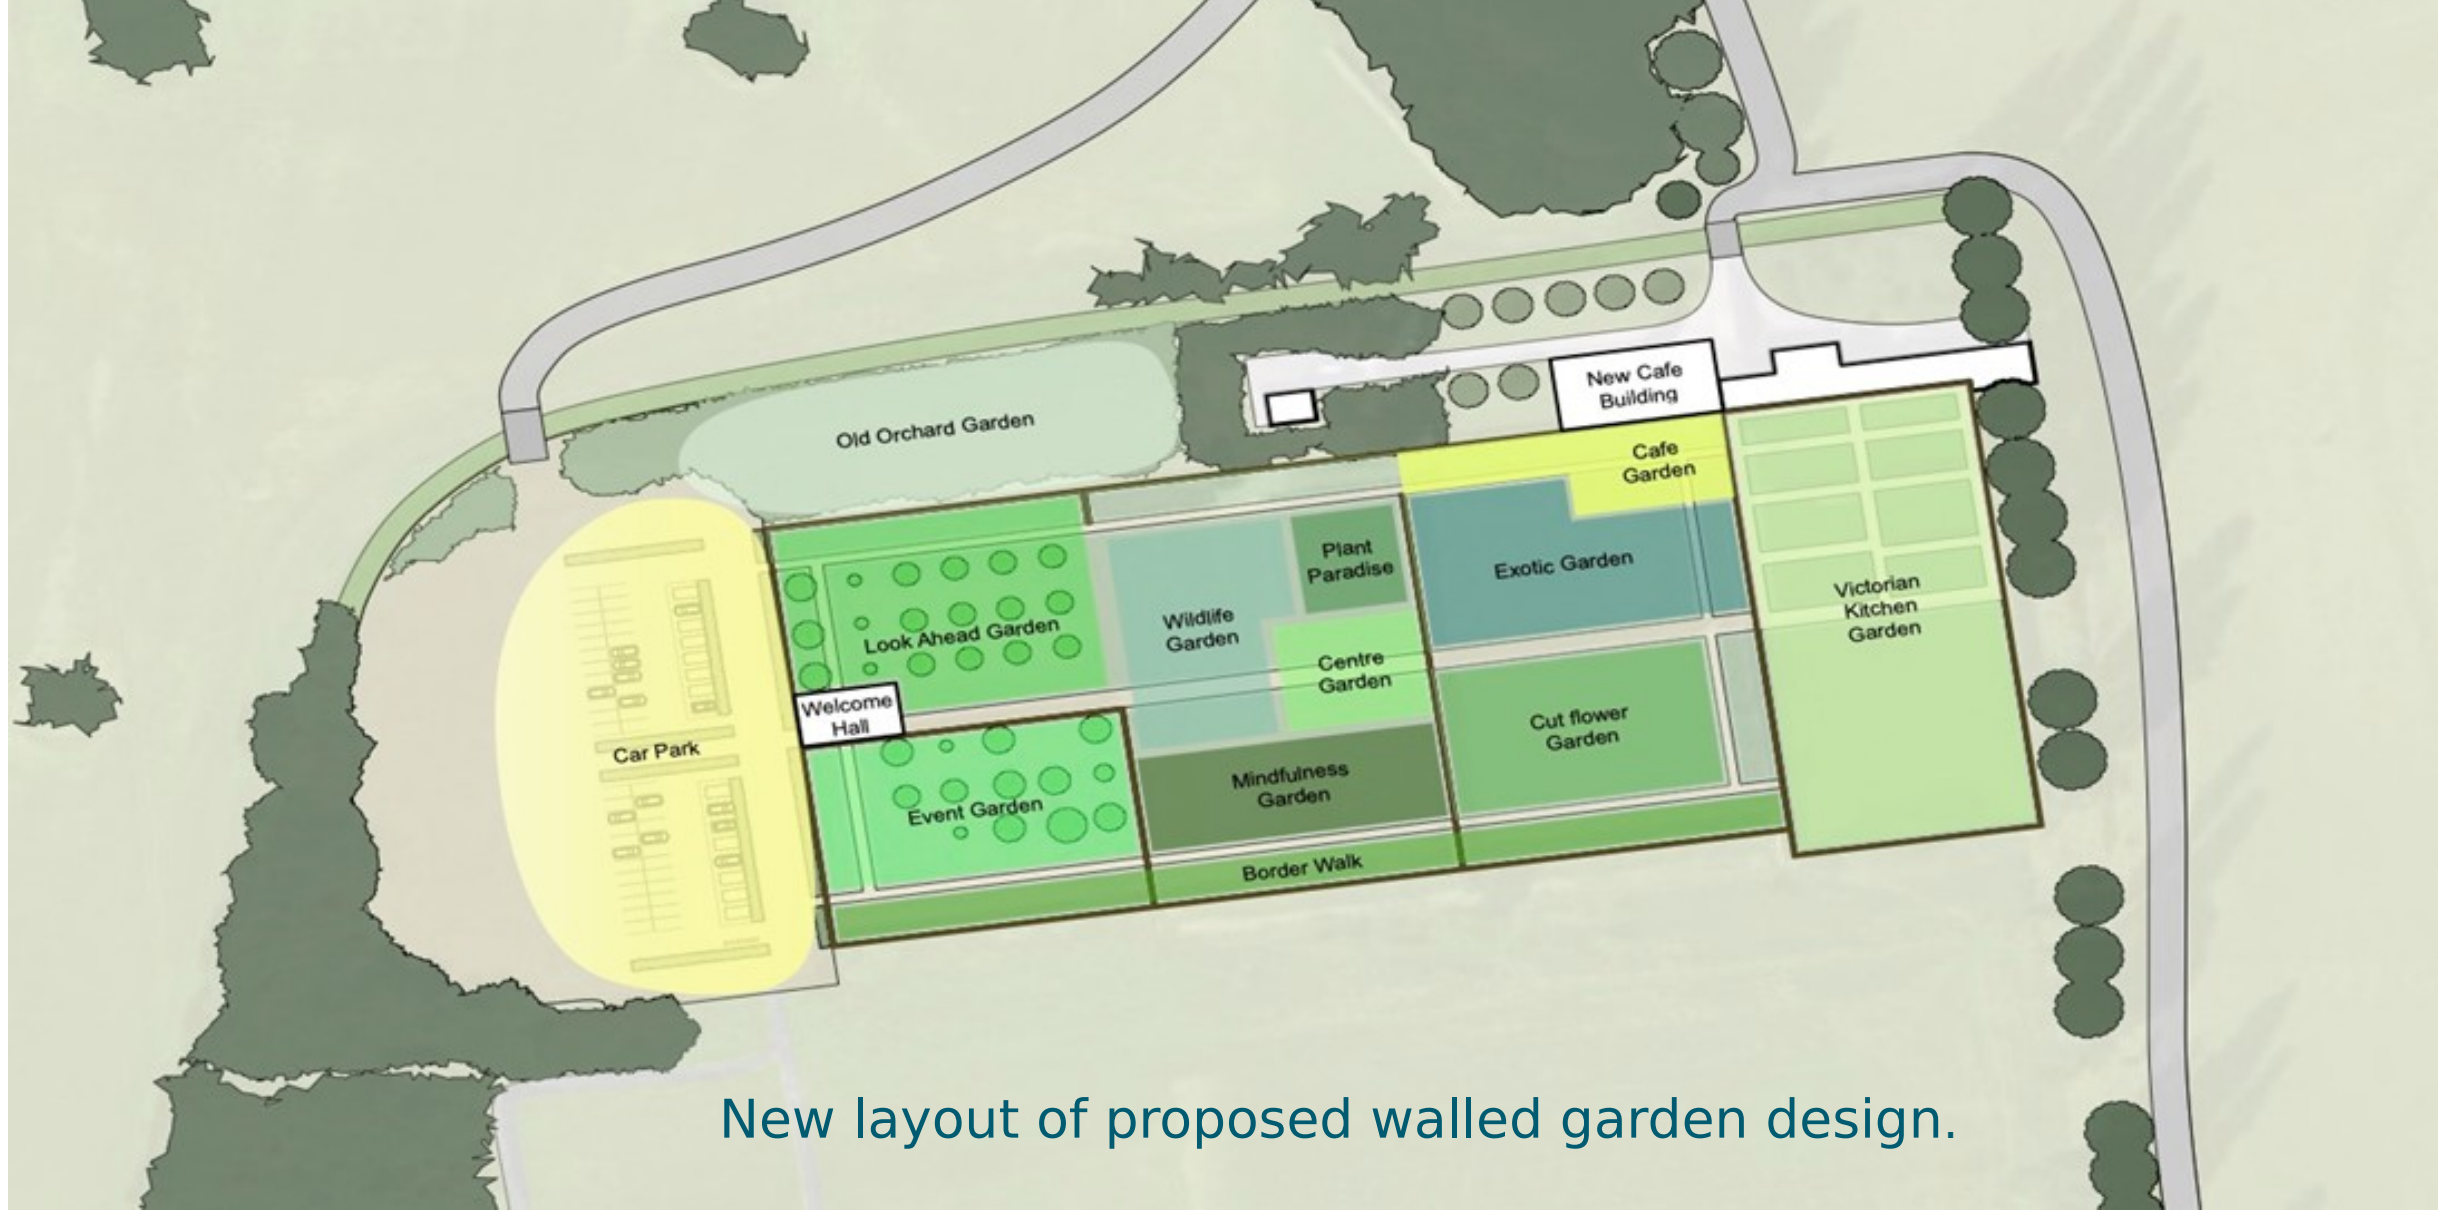 New Cafe
Building
Old Orchard Garden
Cafe
Garden
Plant
Paradise
Exotic Garden
Victorian
Kitchen
Garden
Look Ahead Garden
Wildlife
Garden
Centre
Garden
Welcome
Hall
Cut flower
Garden
Car Park
Mindfulness
Garden
Event Garden
Border Walk
New layout of proposed walled garden design.